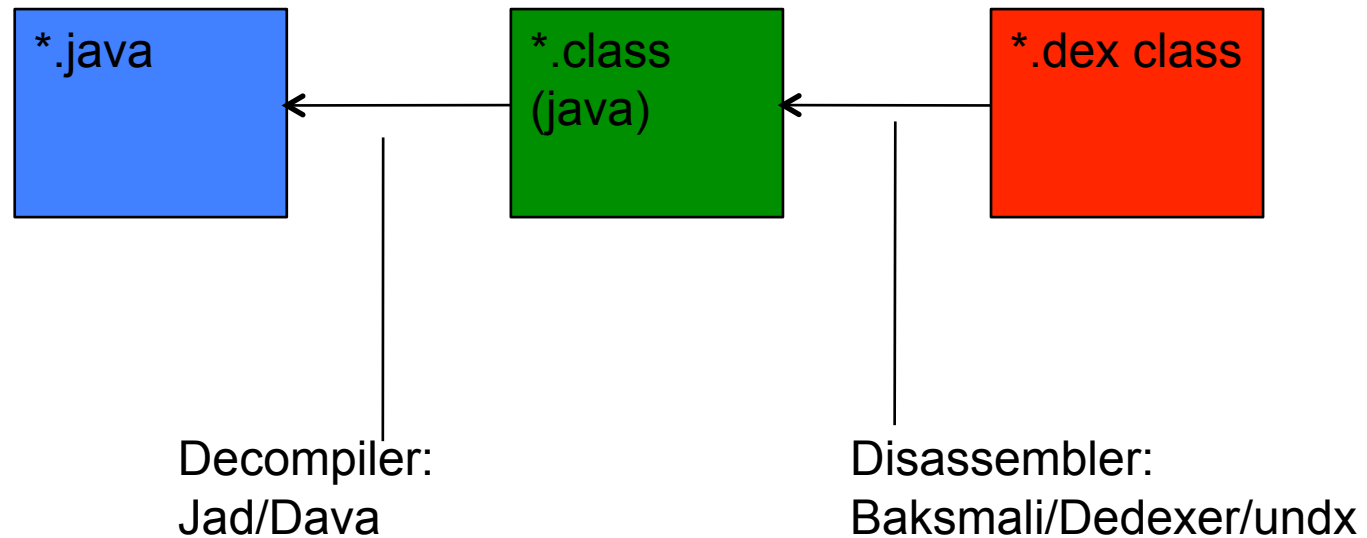 *.java
*.class
(java)
*.dex class
Decompiler:
Jad/Dava
Disassembler:
Baksmali/Dedexer/undx